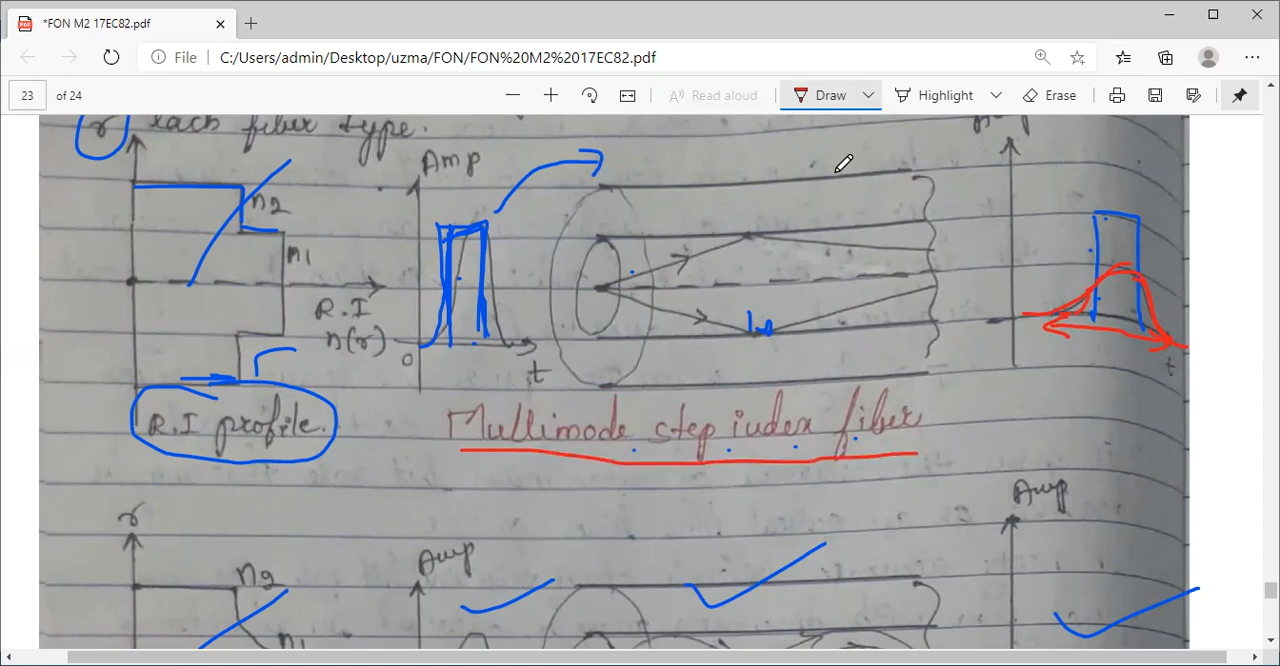 *FON M2 17EC82.pdf
File C:/Users/admin/Desktop/uzma/FON/FON%20M2%2017EC82.pdf
23 of 24 Read aloud Draw Highlight Erase
(r) each fiber type.
Amp
n2
n1
R.I
n(r)
0
t
t
R.I profile.
Multimode step index fiber
r
Amp
Amp
n2
n1